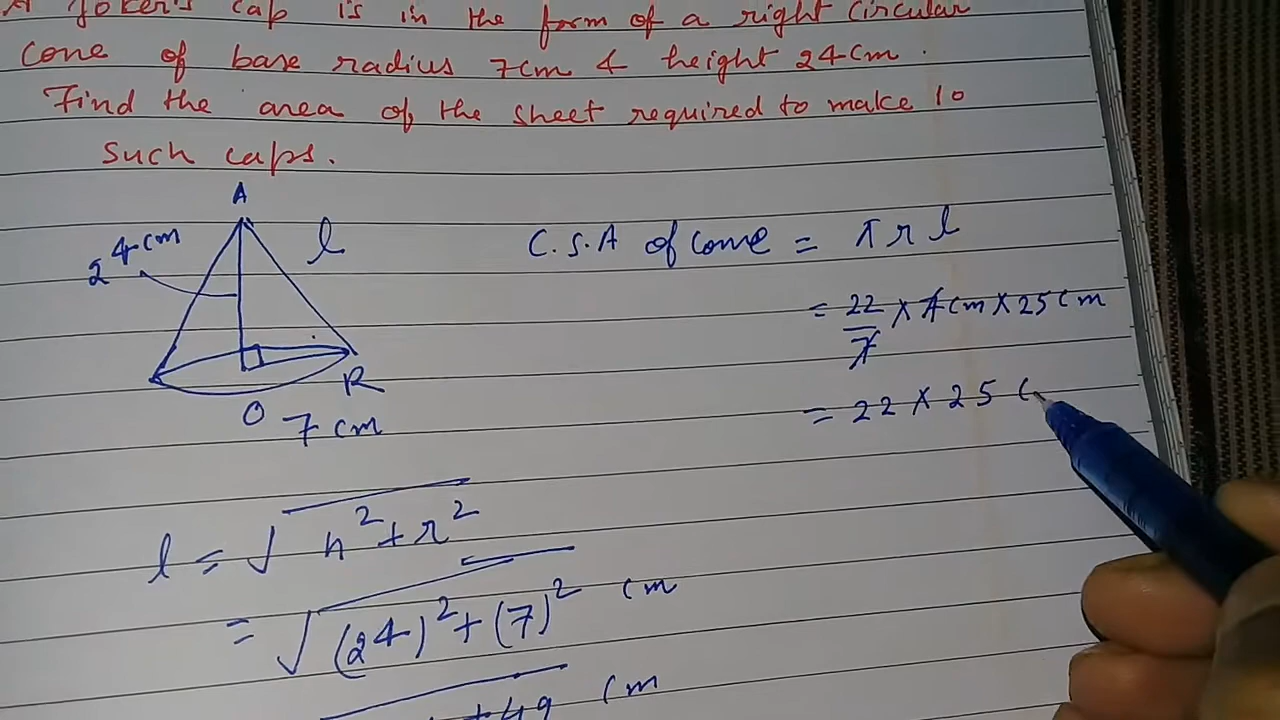 A Joker's cap is in the form of a right circular
cone of base radius 7cm & height 24cm.
Find the area of the sheet required to make 10
such caps.
A
24cm
l
R
O
7 cm
C.S.A of cone = π r l
= 22/7 × 7cm × 25cm
= 22 × 25 c
l = √h²+r²
= √(24)²+(7)² cm
+ 49 cm